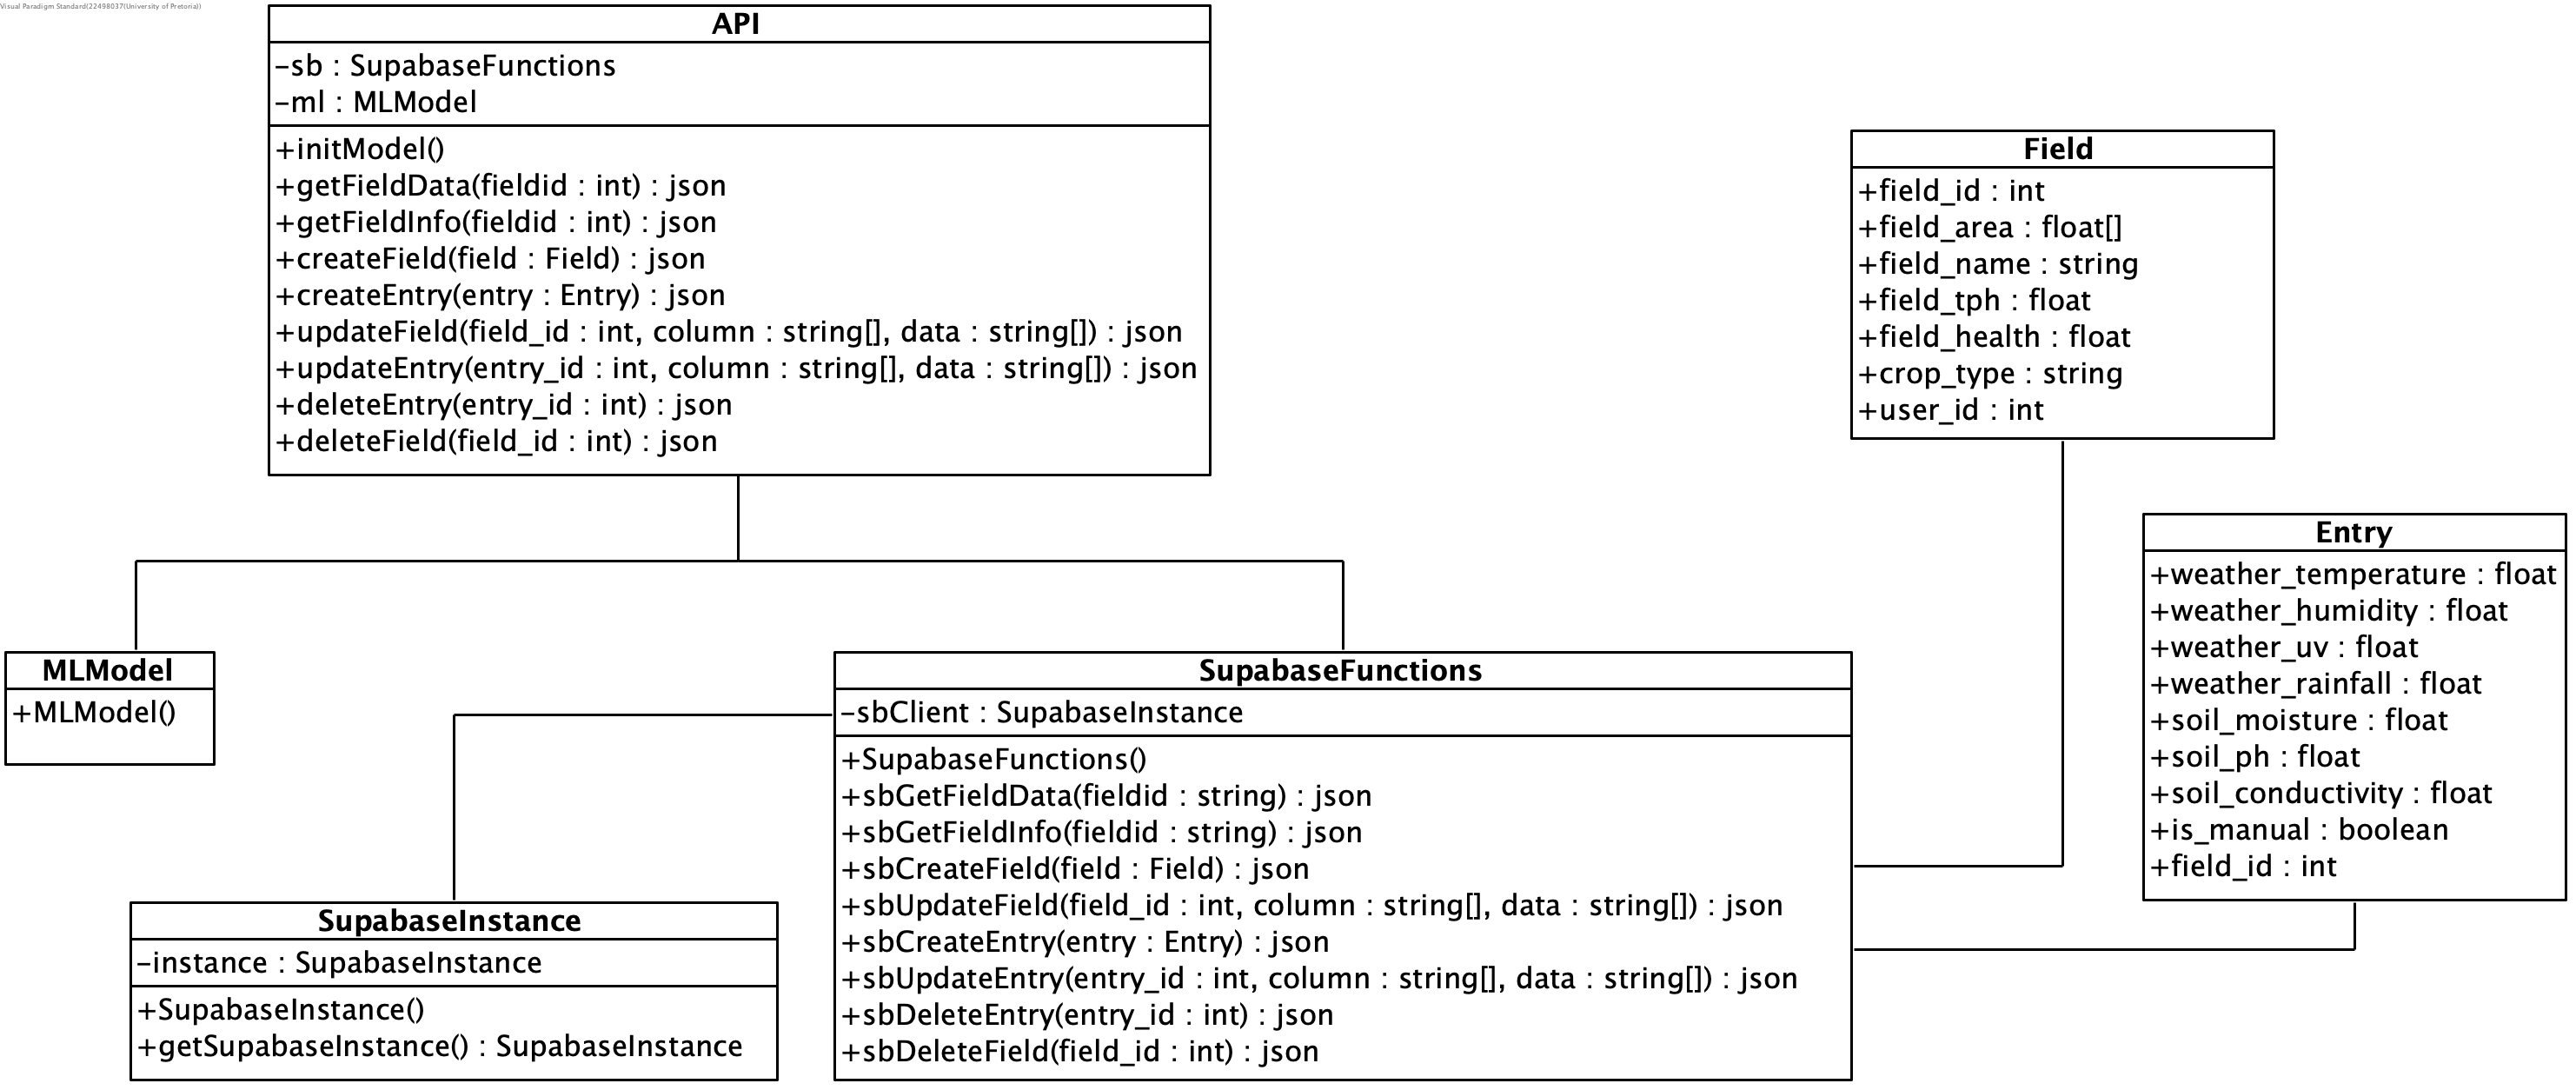 Visual Paradigm Standard(22498037(University of Pretoria))
API
-sb : SupabaseFunctions
-ml : MLModel
+initModel()
+getFieldData(fieldid : int) : json
+getFieldInfo(fieldid : int) : json
+createField(field : Field) : json
+createEntry(entry : Entry) : json
+updateField(field_id : int, column : string[], data : string[]) : json
+updateEntry(entry_id : int, column : string[], data : string[]) : json
+deleteEntry(entry_id : int) : json
+deleteField(field_id : int) : json
Field
+field_id : int
+field_area : float[]
+field_name : string
+field_tph : float
+field_health : float
+crop_type : string
+user_id : int
Entry
+weather_temperature : float
+weather_humidity : float
+weather_uv : float
+weather_rainfall : float
+soil_moisture : float
+soil_ph : float
+soil_conductivity : float
+is_manual : boolean
+field_id : int
MLModel
+MLModel()
SupabaseFunctions
-sbClient : SupabaseInstance
+SupabaseFunctions()
+sbGetFieldData(fieldid : string) : json
+sbGetFieldInfo(fieldid : string) : json
+sbCreateField(field : Field) : json
+sbUpdateField(field_id : int, column : string[], data : string[]) : json
+sbCreateEntry(entry : Entry) : json
+sbUpdateEntry(entry_id : int, column : string[], data : string[]) : json
+sbDeleteEntry(entry_id : int) : json
+sbDeleteField(field_id : int) : json
SupabaseInstance
-instance : SupabaseInstance
+SupabaseInstance()
+getSupabaseInstance() : SupabaseInstance